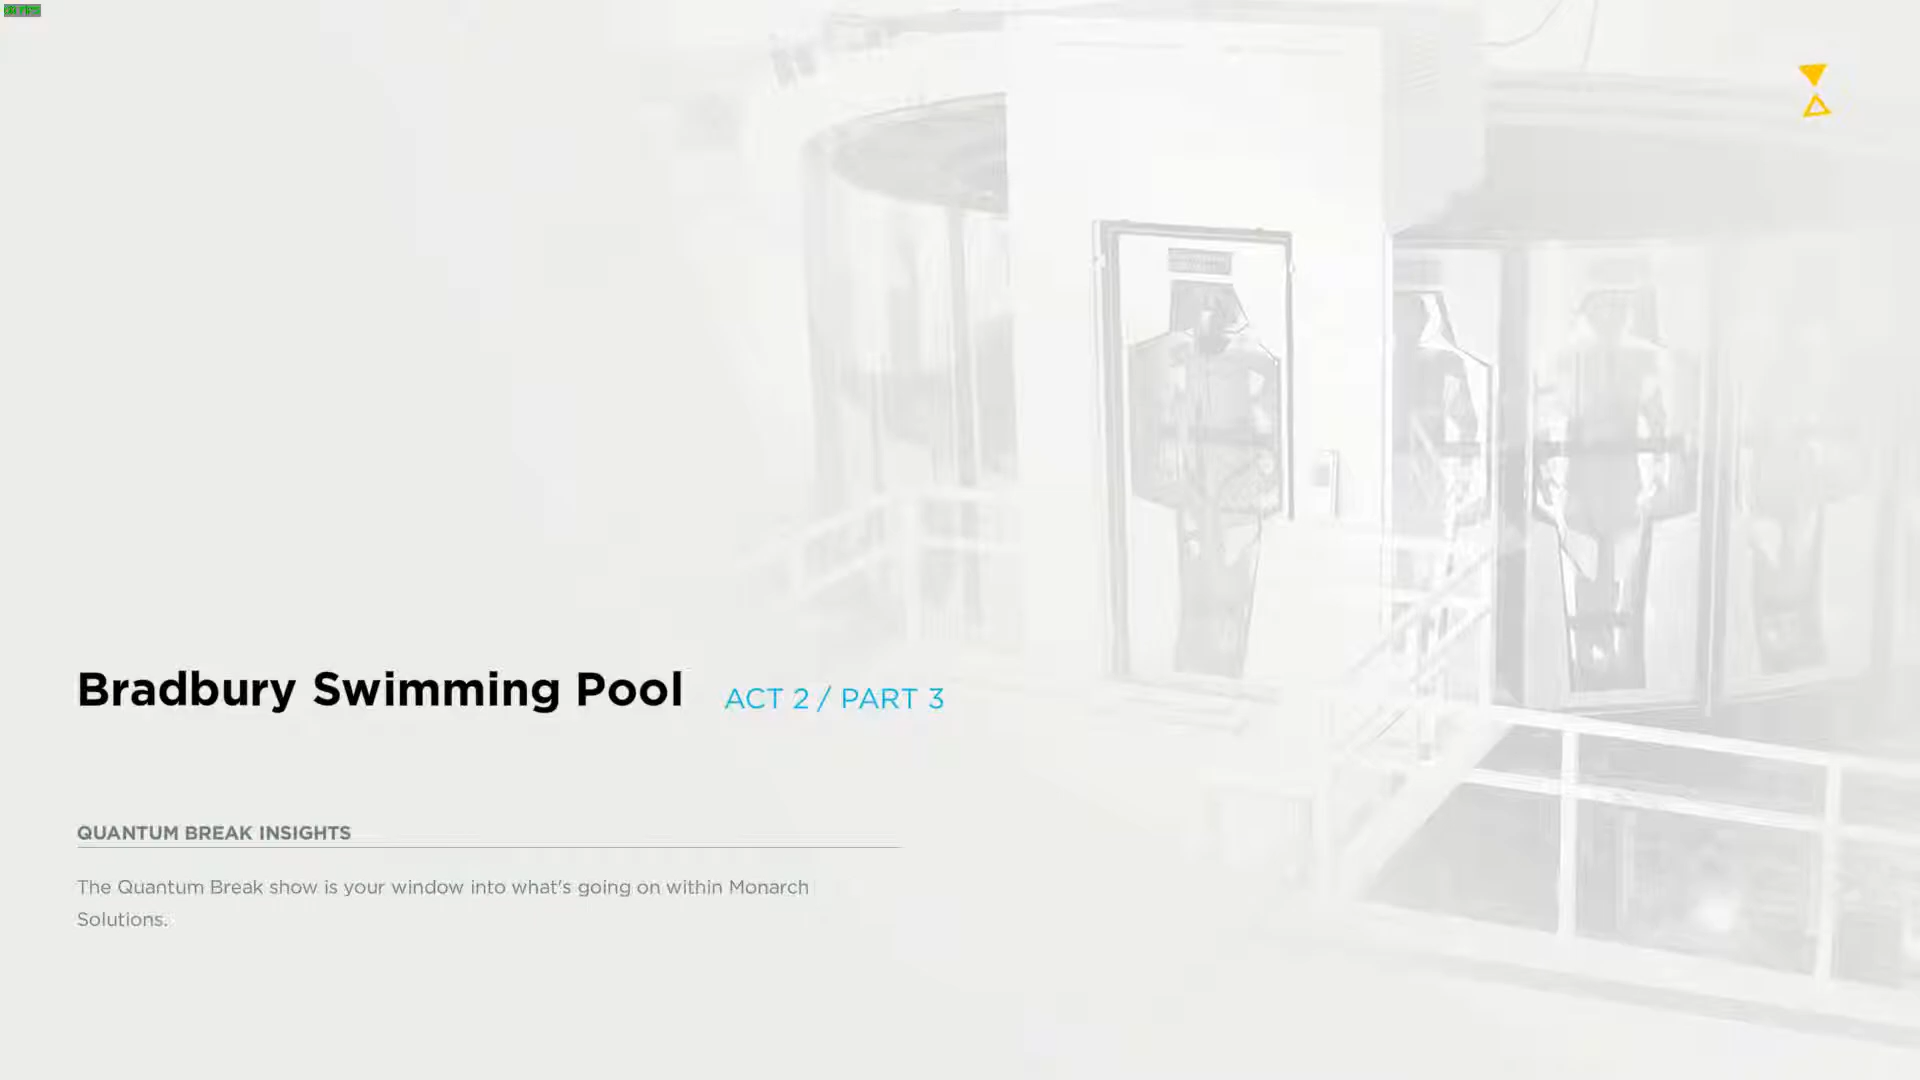 Bradbury Swimming Pool ACT 2 / PART 3
QUANTUM BREAK INSIGHTS
The Quantum Break show is your window into what's going on within Monarch
Solutions.